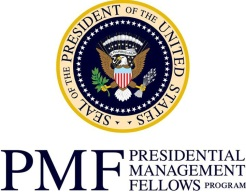 SEAL OF THE PRESIDENT OF THE UNITED STATES
PMF
PRESIDENTIAL
MANAGEMENT
FELLOWS PROGRAM